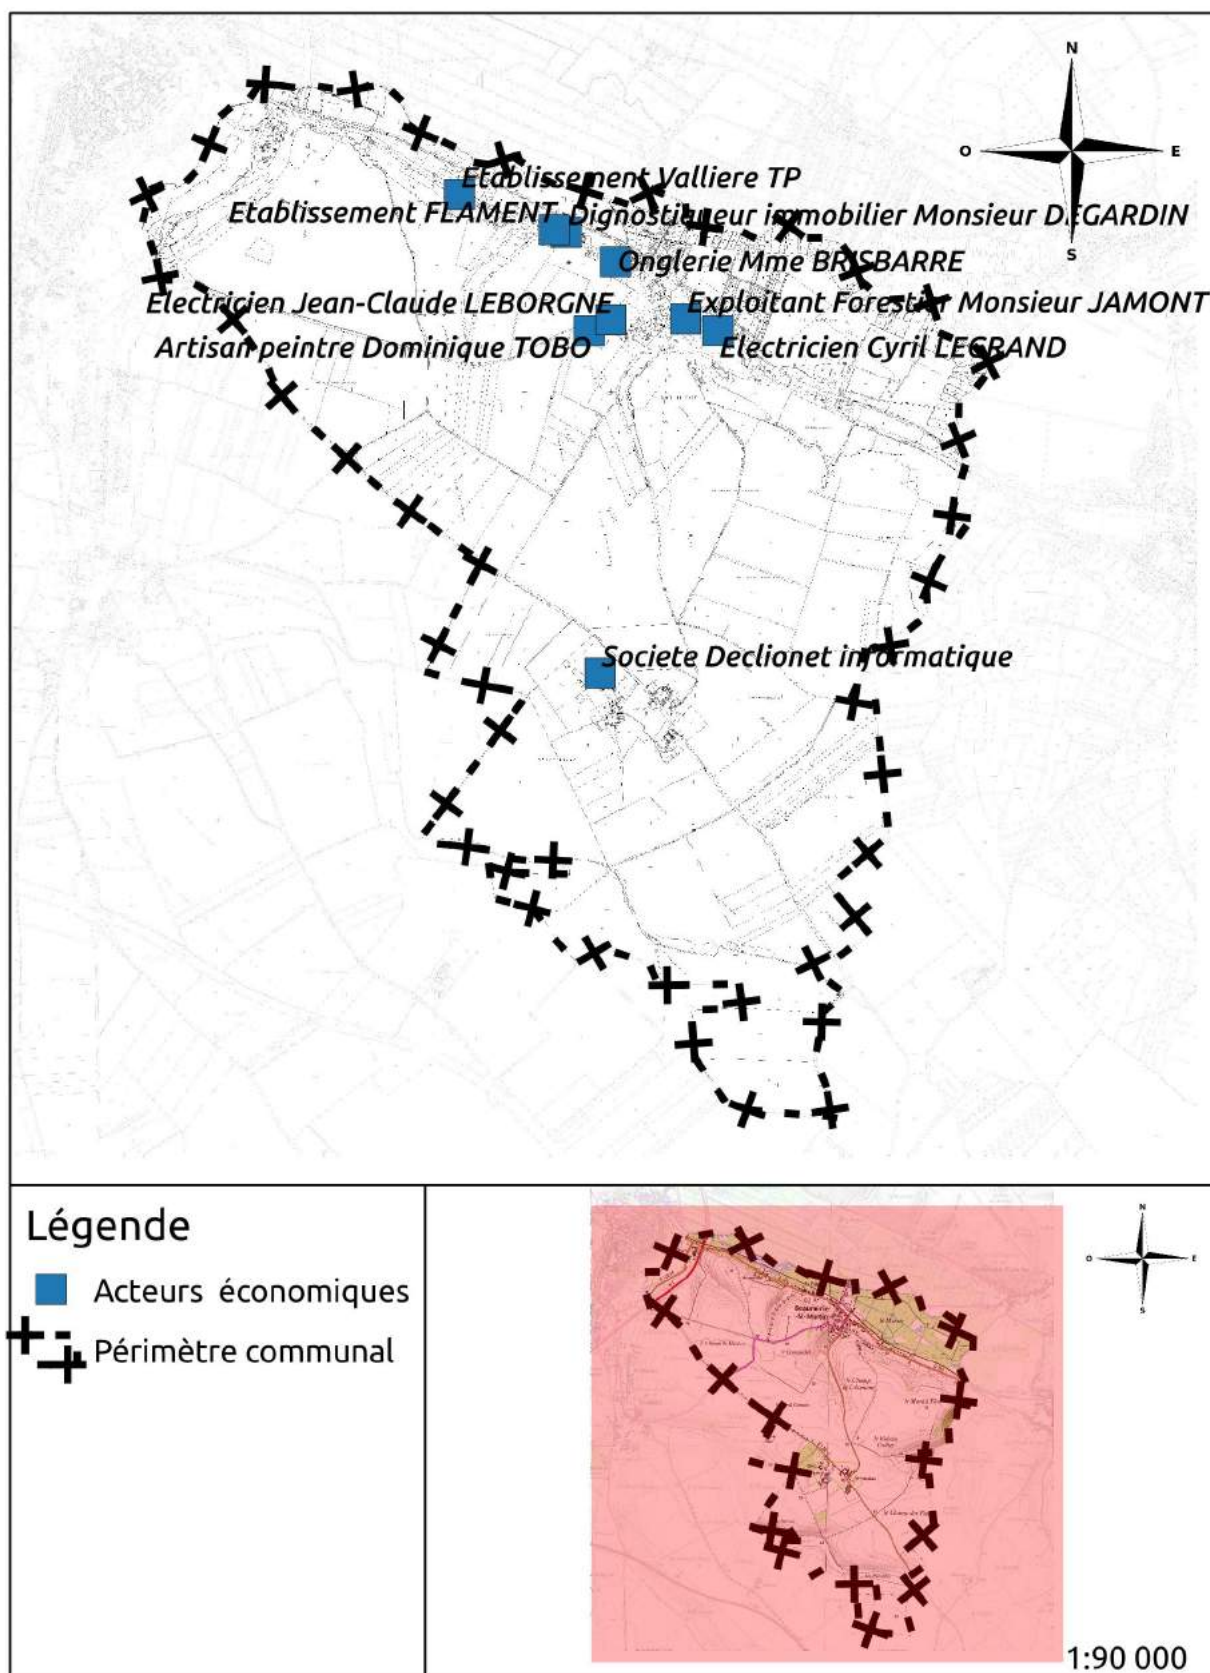 N
O
E
S
Etablissement Valliere TP
Etablissement FLAMENT
Dignostiqueur immobilier Monsieur DEGARDIN
Onglerie Mme BRISBARRE
Electricien Jean-Claude LEBORGNE
Exploitant Forestier Monsieur JAMONT
Artisan peintre Dominique TOBO
Electricien Cyril LEGRAND
Societe Declionet informatique
Légende
Acteurs économiques
Périmètre communal
N
O
E
S
1:90 000